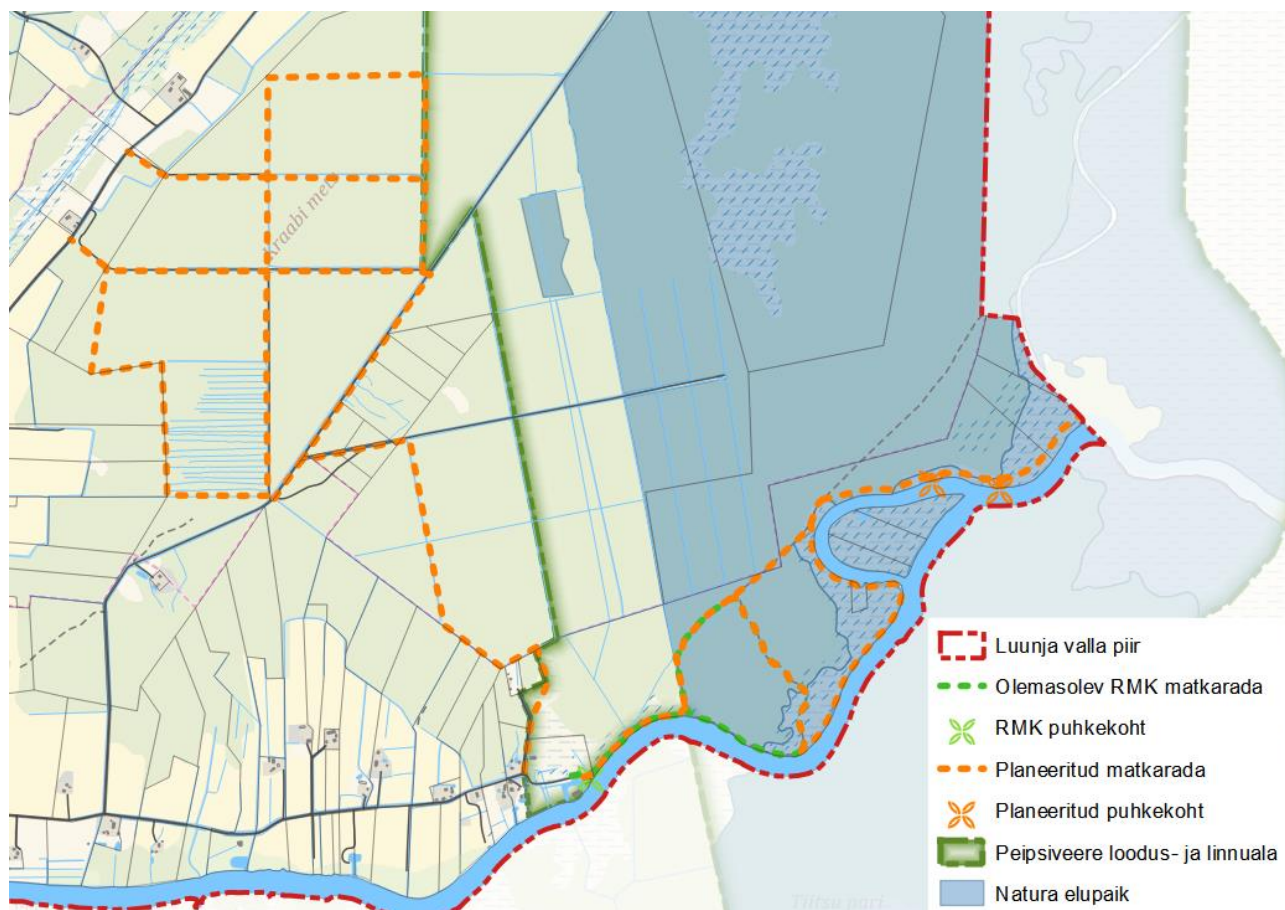 Kraabi mets
Luunja valla piir
Olemasolev RMK matkarada
RMK puhkekoht
Planeeritud matkarada
Planeeritud puhkekoht
Peipsiveere loodus- ja linnuala
Natura elupaik